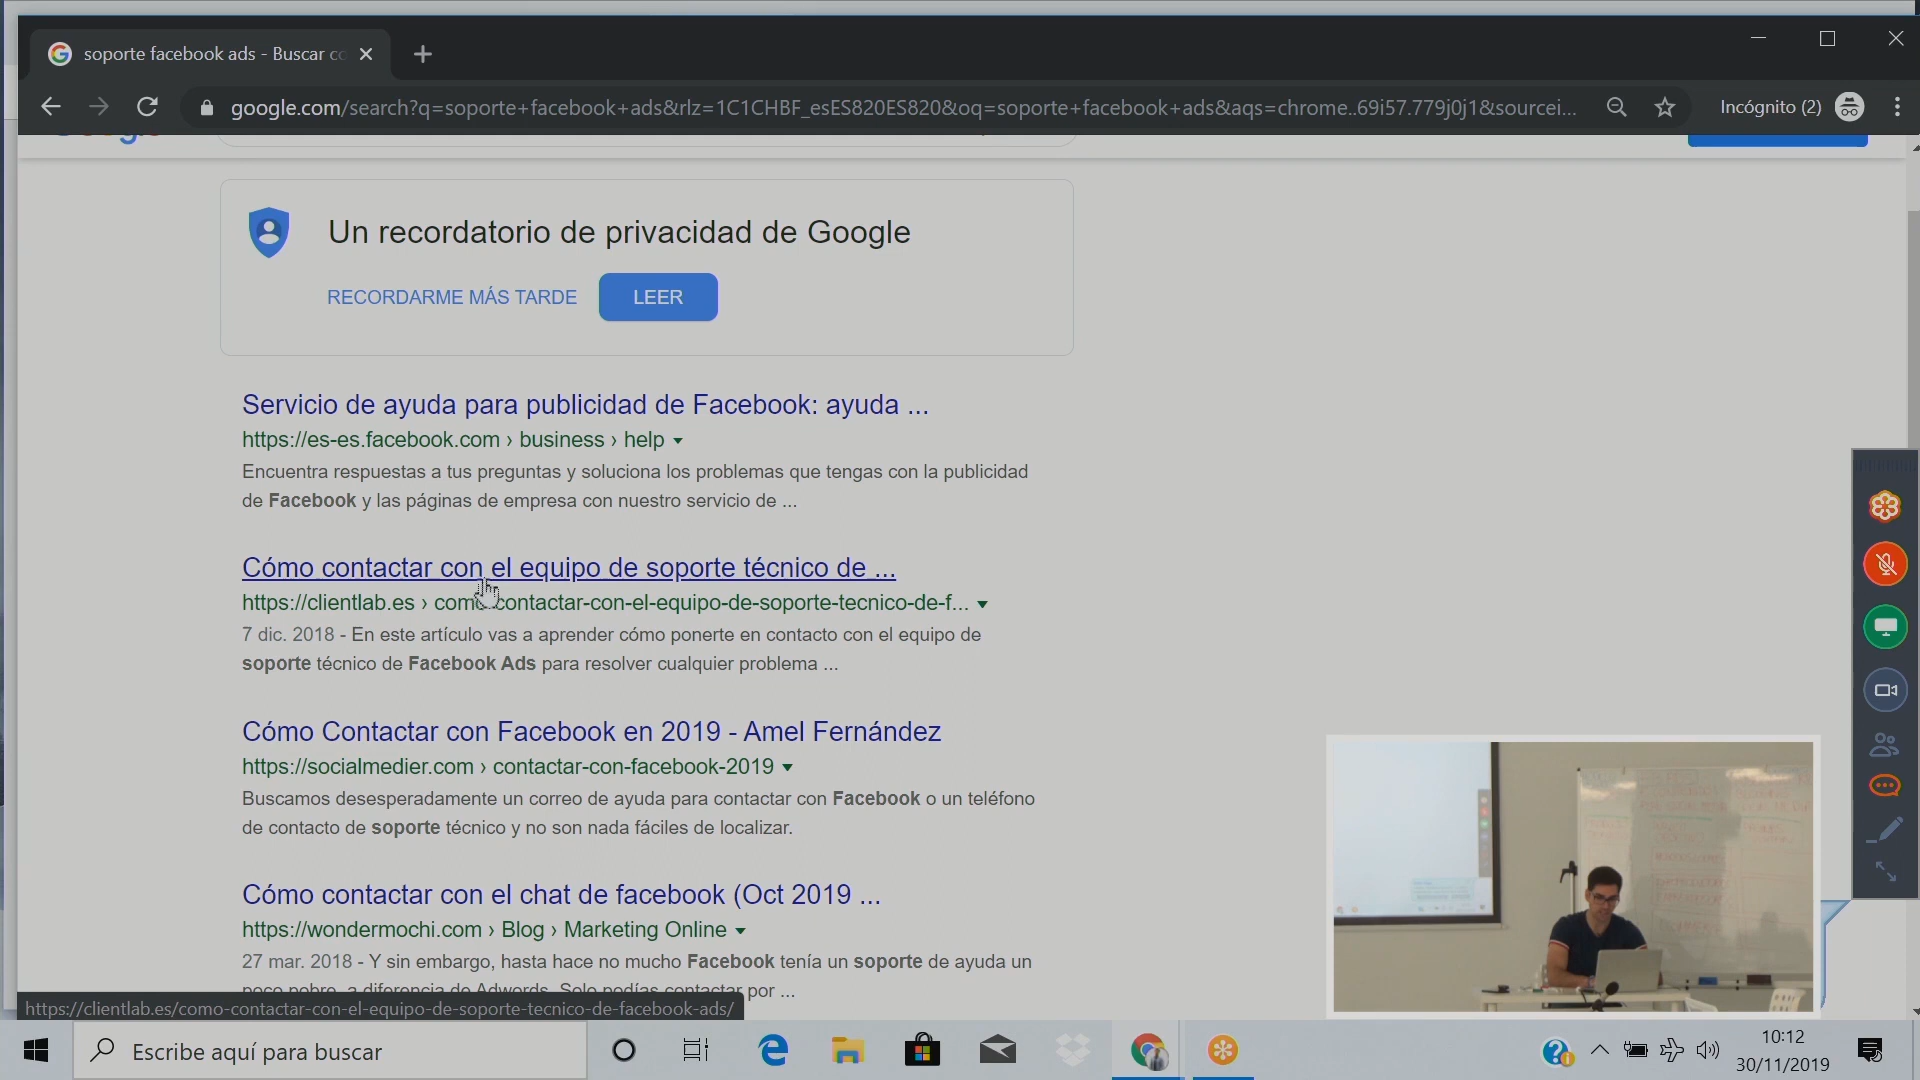 soporte facebook ads - Buscar co
google.com/search?q=soporte+facebook+ads&rlz=1C1CHBF_esES820ES820&oq=soporte+facebook+ads&aqs=chrome..69i57.779j0j1&sourcei...
Incógnito (2)
Un recordatorio de privacidad de Google
RECORDARME MÁS TARDE
LEER
Servicio de ayuda para publicidad de Facebook: ayuda ...
https://es-es.facebook.com › business › help
Encuentra respuestas a tus preguntas y soluciona los problemas que tengas con la publicidad
de Facebook y las páginas de empresa con nuestro servicio de ...
Cómo contactar con el equipo de soporte técnico de ...
https://clientlab.es › como-contactar-con-el-equipo-de-soporte-tecnico-de-f...
7 dic. 2018 - En este artículo vas a aprender cómo ponerte en contacto con el equipo de
soporte técnico de Facebook Ads para resolver cualquier problema ...
Cómo Contactar con Facebook en 2019 - Amel Fernández
https://socialmedier.com › contactar-con-facebook-2019
Buscamos desesperadamente un correo de ayuda para contactar con Facebook o un teléfono
de contacto de soporte técnico y no son nada fáciles de localizar.
Cómo contactar con el chat de facebook (Oct 2019 ...
https://wondermochi.com › Blog › Marketing Online
27 mar. 2018 - Y sin embargo, hasta hace no mucho Facebook tenía un soporte de ayuda un
poco pobre, a diferencia de Adwords. Solo podías contactar por ...
https://clientlab.es/como-contactar-con-el-equipo-de-soporte-tecnico-de-facebook-ads/
Escribe aquí para buscar
10:12
30/11/2019